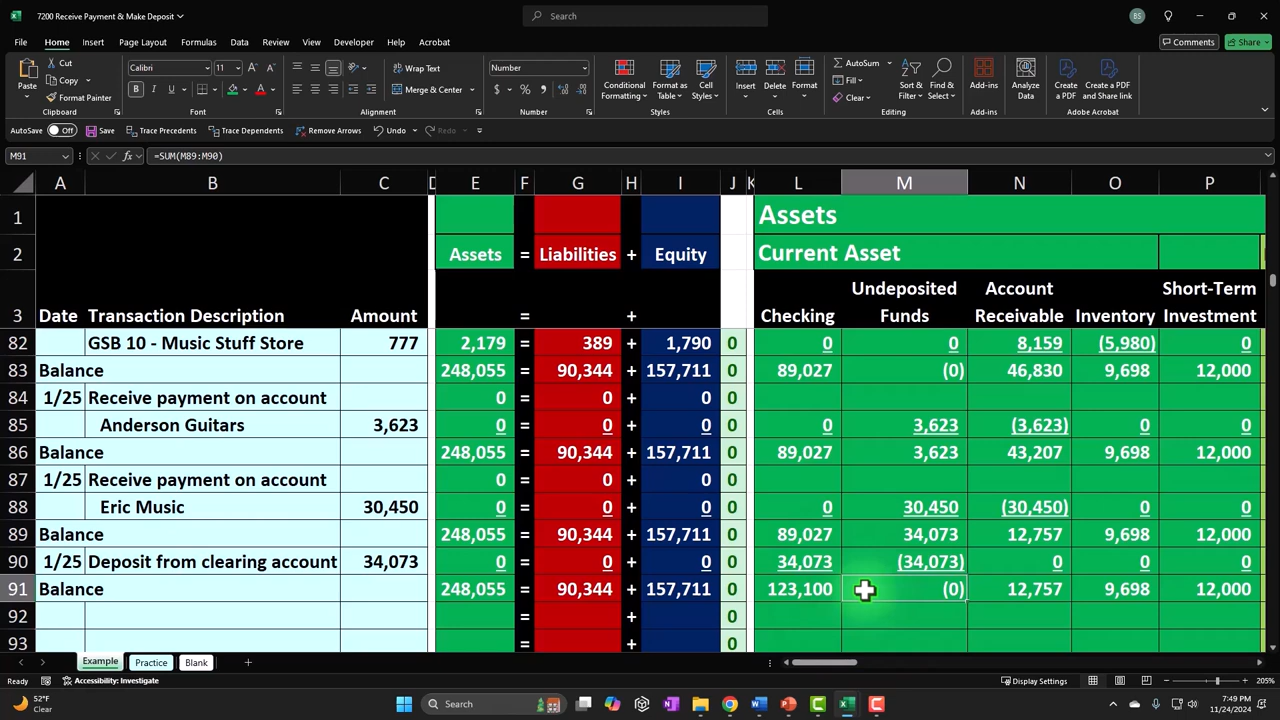 7200 Receive Payment & Make Deposit
Search
BS
File Home Insert Page Layout Formulas Data Review View Developer Help Acrobat
Comments Share
Paste Cut Copy Format Painter
Calibri 11
Wrap Text
Merge & Center
Number
Conditional Formatting Format as Table Cell Styles
Insert Delete Format
AutoSum Fill Clear
Sort & Filter Find & Select
Add-ins
Analyze Data
Create a PDF Create a PDF and Share link
Clipboard Font Alignment Number Styles Cells Editing Add-ins Adobe Acrobat
AutoSave Off Save Trace Precedents Trace Dependents Remove Arrows Undo Redo
M91 fx =SUM(M89:M90)
A B C D E F G H I J K L M N O P
1 Assets
2 Assets = Liabilities + Equity Current Asset
Undeposited Account Short-Term
3 Date Transaction Description Amount = + Checking Funds Receivable Inventory Investment
82 GSB 10 - Music Stuff Store 777 2,179 = 389 + 1,790 0 0 0 8,159 (5,980) 0
83 Balance 248,055 = 90,344 + 157,711 0 89,027 (0) 46,830 9,698 12,000
84 1/25 Receive payment on account 0 = 0 + 0 0
85 Anderson Guitars 3,623 0 = 0 + 0 0 0 3,623 (3,623) 0 0
86 Balance 248,055 = 90,344 + 157,711 0 89,027 3,623 43,207 9,698 12,000
87 1/25 Receive payment on account 0 = 0 + 0 0
88 Eric Music 30,450 0 = 0 + 0 0 0 30,450 (30,450) 0 0
89 Balance 248,055 = 90,344 + 157,711 0 89,027 34,073 12,757 9,698 12,000
90 1/25 Deposit from clearing account 34,073 0 = 0 + 0 0 34,073 (34,073) 0 0 0
91 Balance 248,055 = 90,344 + 157,711 0 123,100 (0) 12,757 9,698 12,000
92 = + 0
93 = + 0
Example Practice Blank
Ready Accessibility: Investigate Display Settings 205%
52°F
Clear
Search
7:49 PM
11/24/2024